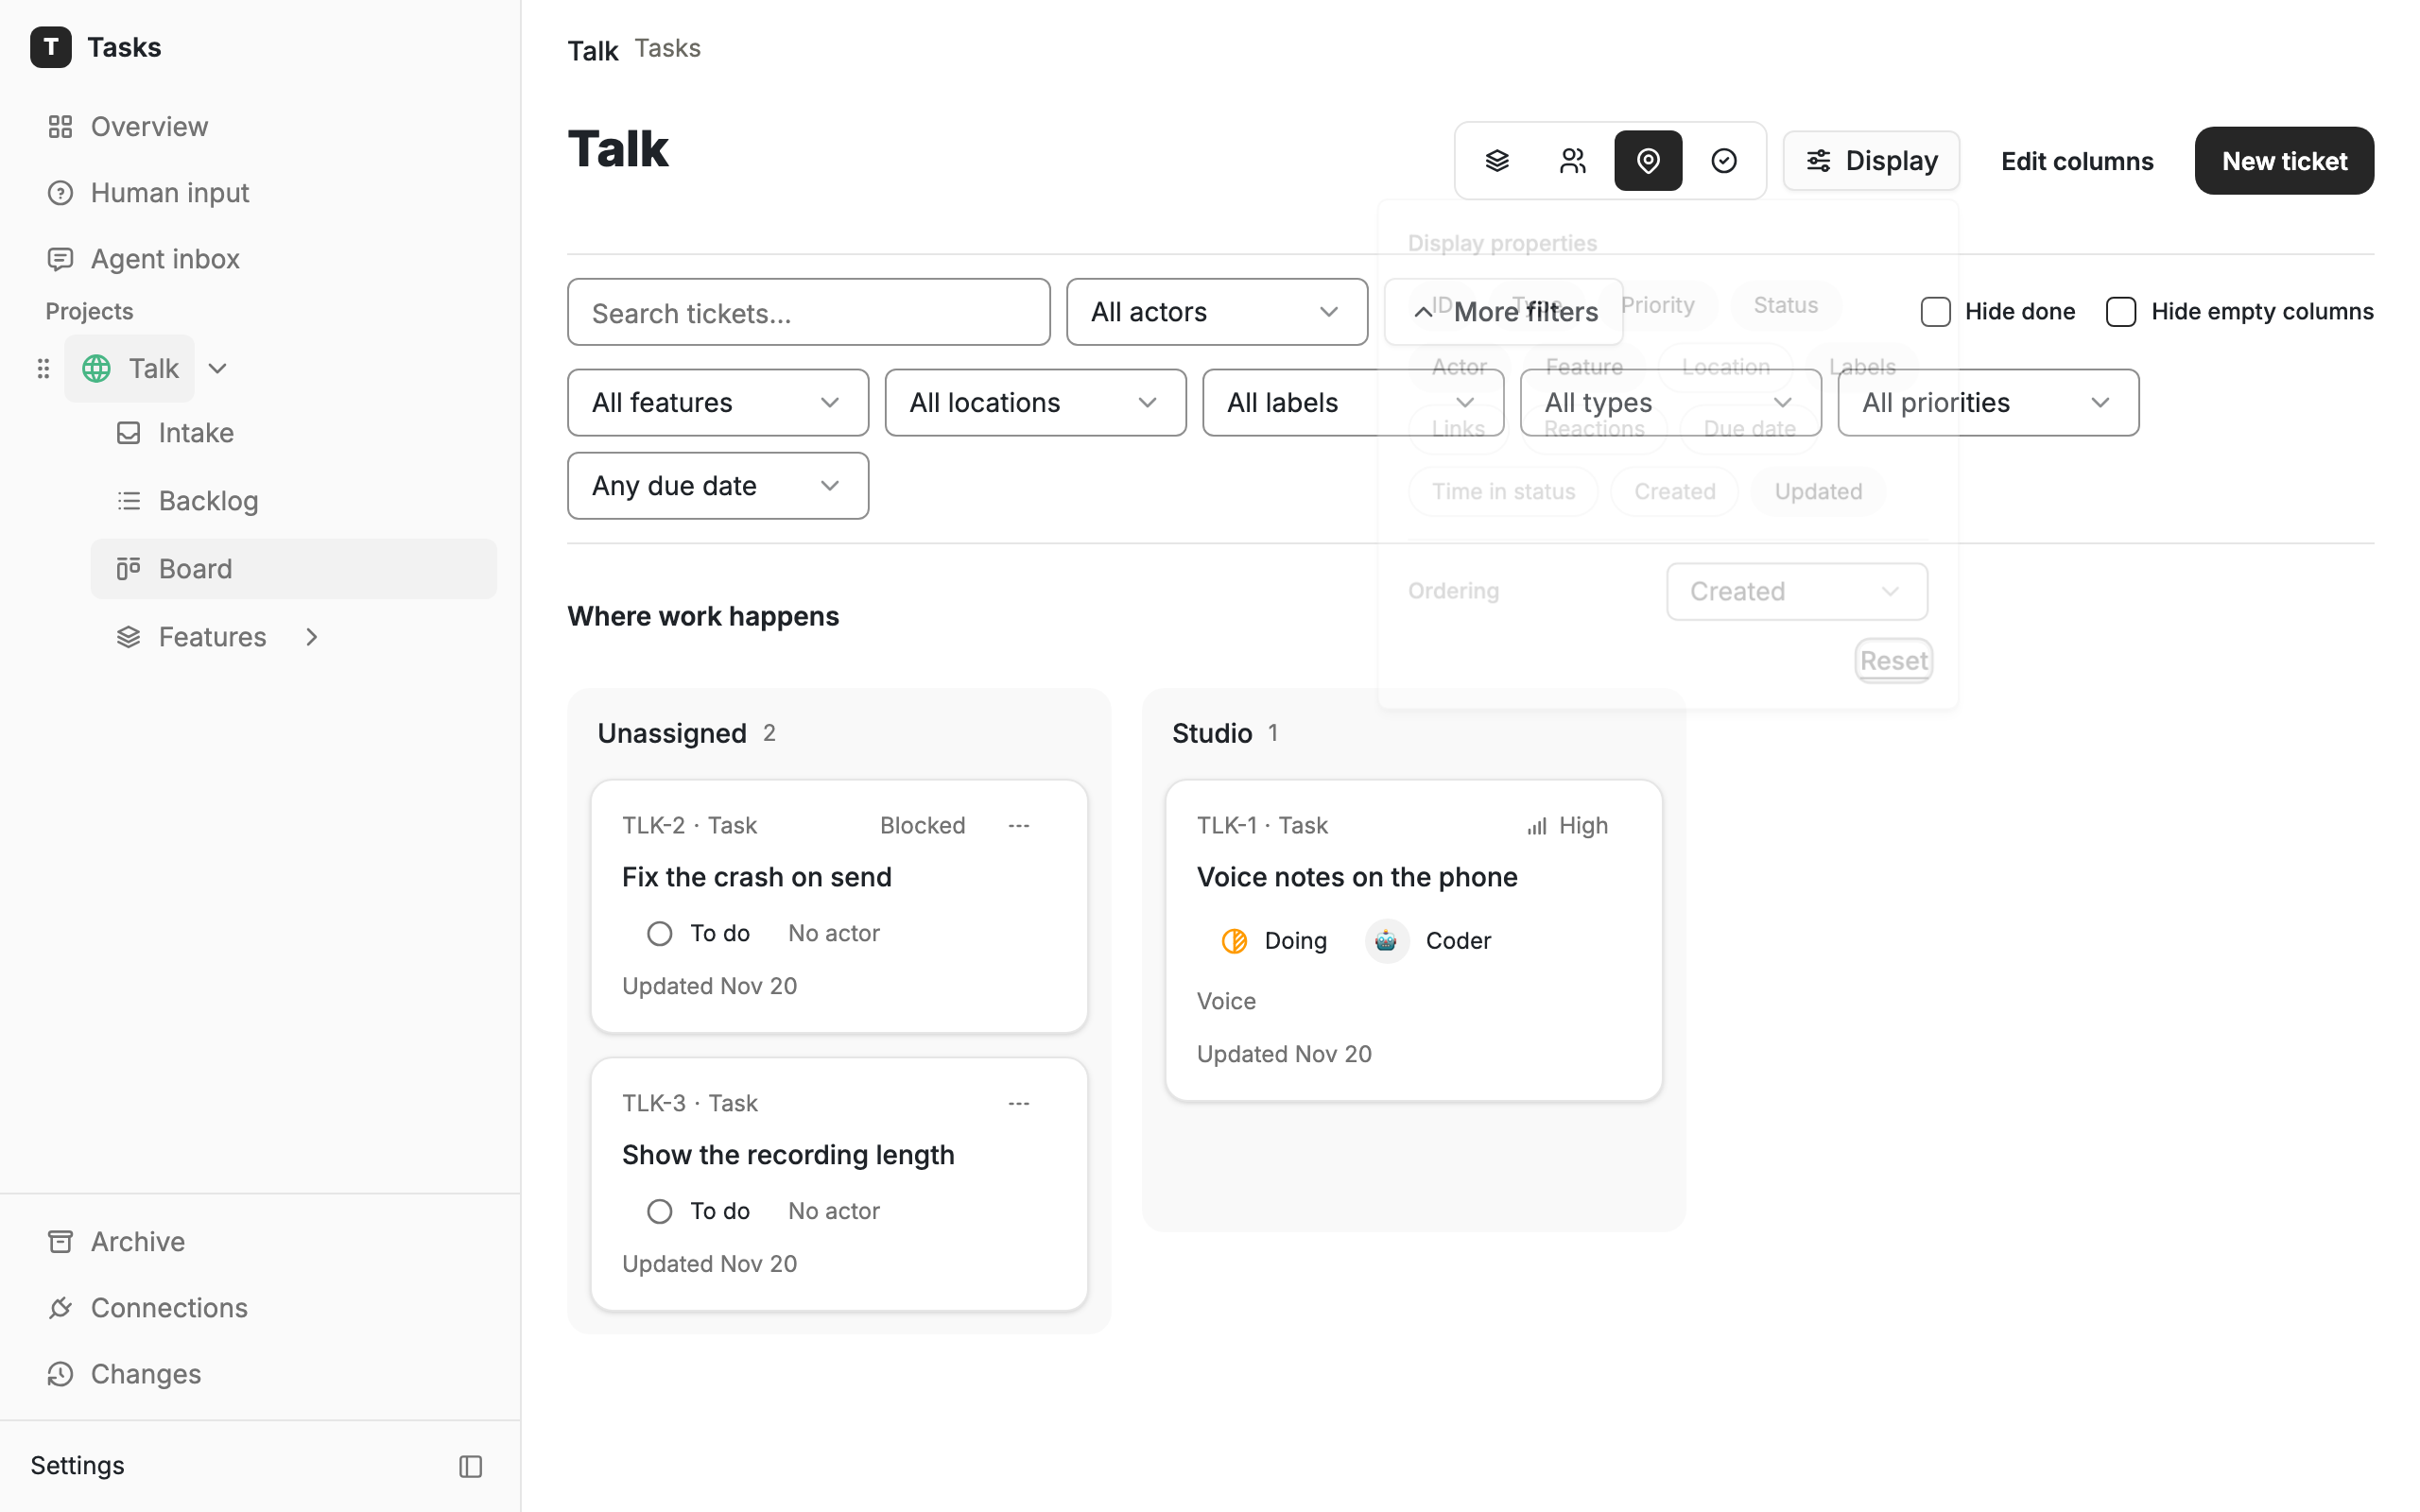 T Tasks
Overview
Human input
Agent inbox
Projects
Talk
Intake
Backlog
Board
Features
Archive
Connections
Changes
Settings
Talk Tasks
Talk
Display
Edit columns
New ticket
Display properties
Search tickets...
All actors
More filters
Hide done
Hide empty columns
ID Type Priority Status
Actor Feature Location Labels
All features
All locations
All labels
All types
All priorities
Links Reactions Due date
Any due date
Time in status Created Updated
Ordering Created
Reset
Where work happens
Unassigned 2
TLK-2 · Task Blocked
Fix the crash on send
To do No actor
Updated Nov 20
TLK-3 · Task
Show the recording length
To do No actor
Updated Nov 20
Studio 1
TLK-1 · Task High
Voice notes on the phone
Doing Coder
Voice
Updated Nov 20